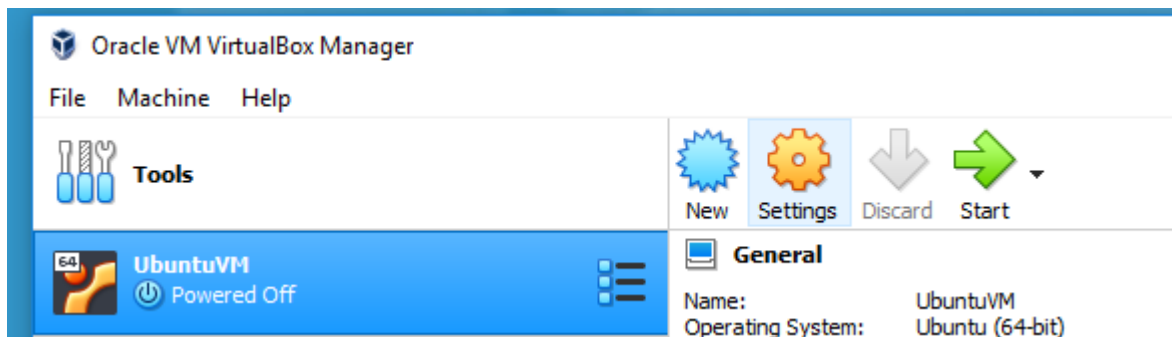 Oracle VM VirtualBox Manager
File Machine Help
Tools
New Settings Discard Start
64
UbuntuVM
Powered Off
General
Name: UbuntuVM
Operating System: Ubuntu (64-bit)